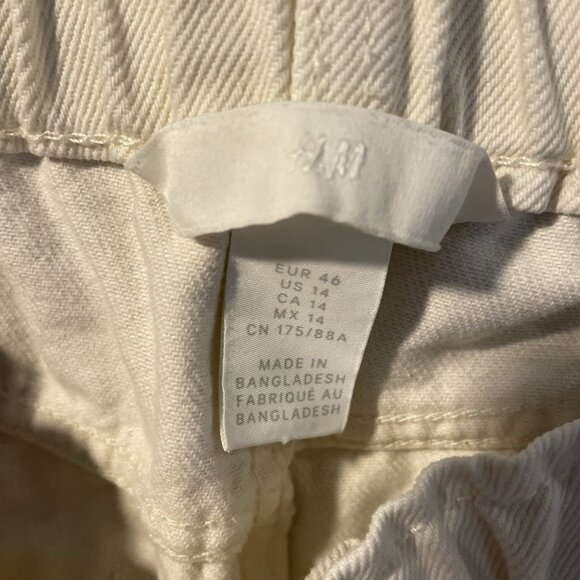 H&M
EUR 46
US 14
CA 14
MX 14
CN 175/88A
MADE IN
BANGLADESH
FABRIQUÉ AU
BANGLADESH